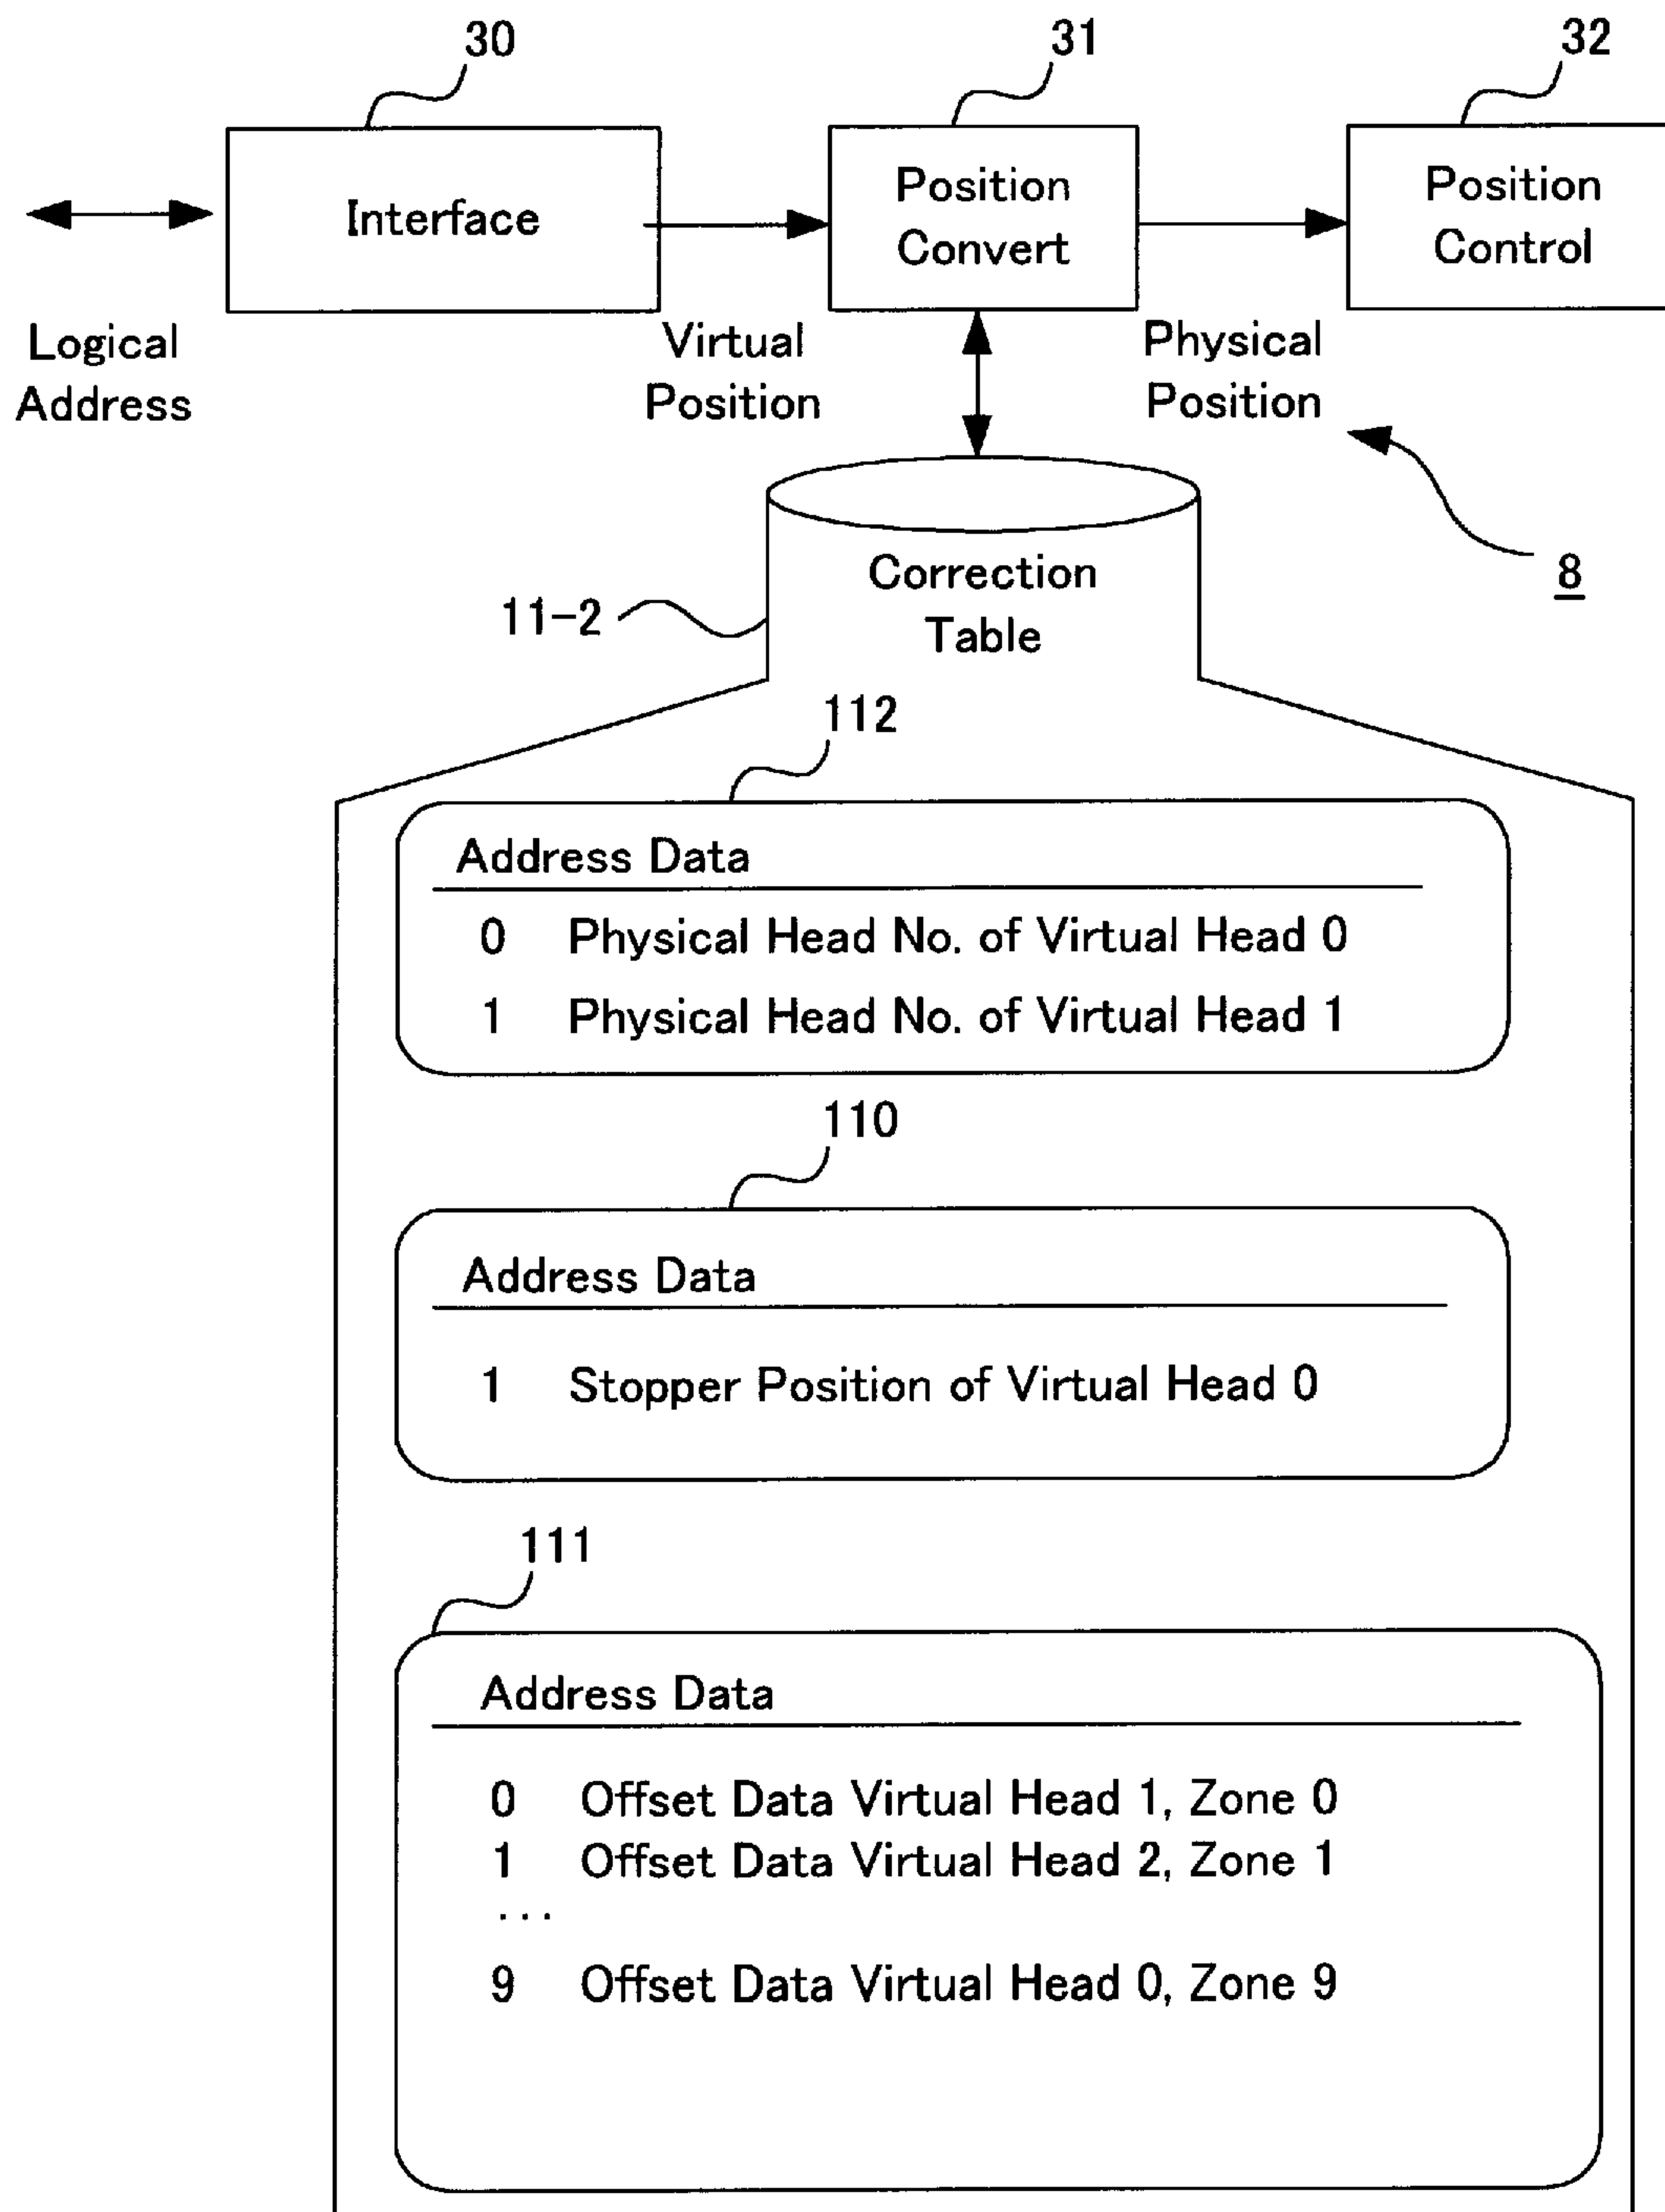 30
31
32
Interface
Position
Convert
Position
Control
Logical
Address
Virtual
Position
Physical
Position
8
11-2
Correction
Table
112
Address Data
0 Physical Head No. of Virtual Head 0
1 Physical Head No. of Virtual Head 1
110
Address Data
1 Stopper Position of Virtual Head 0
111
Address Data
0 Offset Data Virtual Head 1, Zone 0
1 Offset Data Virtual Head 2, Zone 1
...
9 Offset Data Virtual Head 0, Zone 9